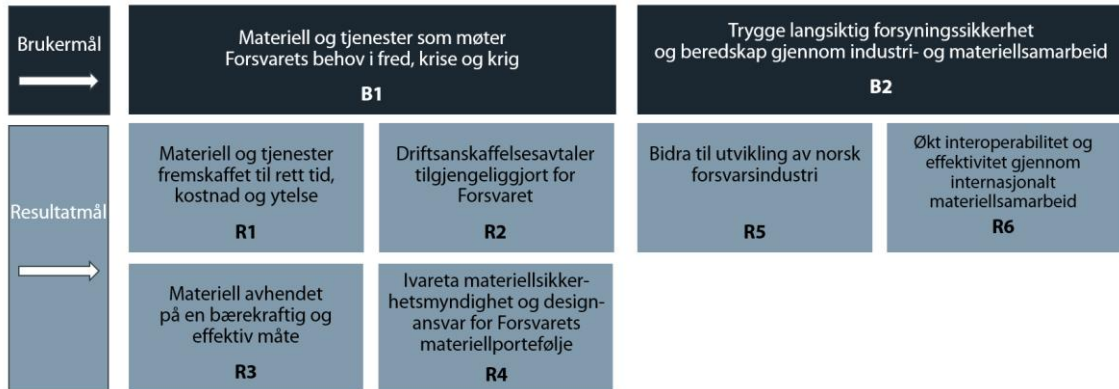 Brukermål
Materiell og tjenester som møter
Forsvarets behov i fred, krise og krig
B1
Trygge langsiktig forsyningssikkerhet
og beredskap gjennom industri- og materiellsamarbeid
B2
Resultatmål
Materiell og tjenester
fremskaffet til rett tid,
kostnad og ytelse
R1
Driftsanskaffelsesavtaler
tilgjengeliggjort for
Forsvaret
R2
Bidra til utvikling av norsk
forsvarsindustri
R5
Økt interoperabilitet og
effektivitet gjennom
internasjonalt
materiellsamarbeid
R6
Materiell avhendet
på en bærekraftig og
effektiv måte
R3
Ivareta materiellsikker-
hetsmyndighet og design-
ansvar for Forsvarets
materiellportefølje
R4